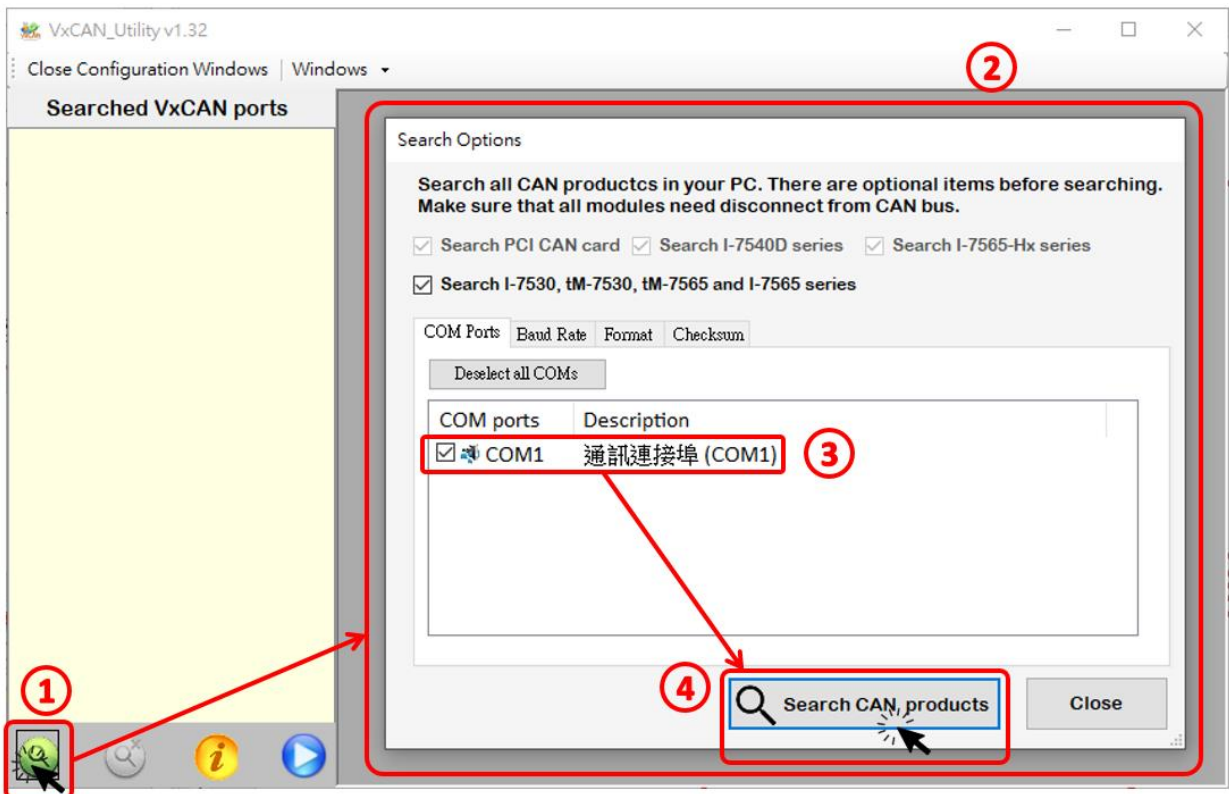 VxCAN_Utility v1.32
Close Configuration Windows Windows
Searched VxCAN ports
2
Search Options
Search all CAN productcs in your PC. There are optional items before searching.
Make sure that all modules need disconnect from CAN bus.
Search PCI CAN card Search I-7540D series Search I-7565-Hx series
Search I-7530, tM-7530, tM-7565 and I-7565 series
COM Ports Baud Rate Format Checksum
Deselect all COMs
COM ports Description
COM1 通訊連接埠 (COM1)
3
1
4
Search CAN products Close